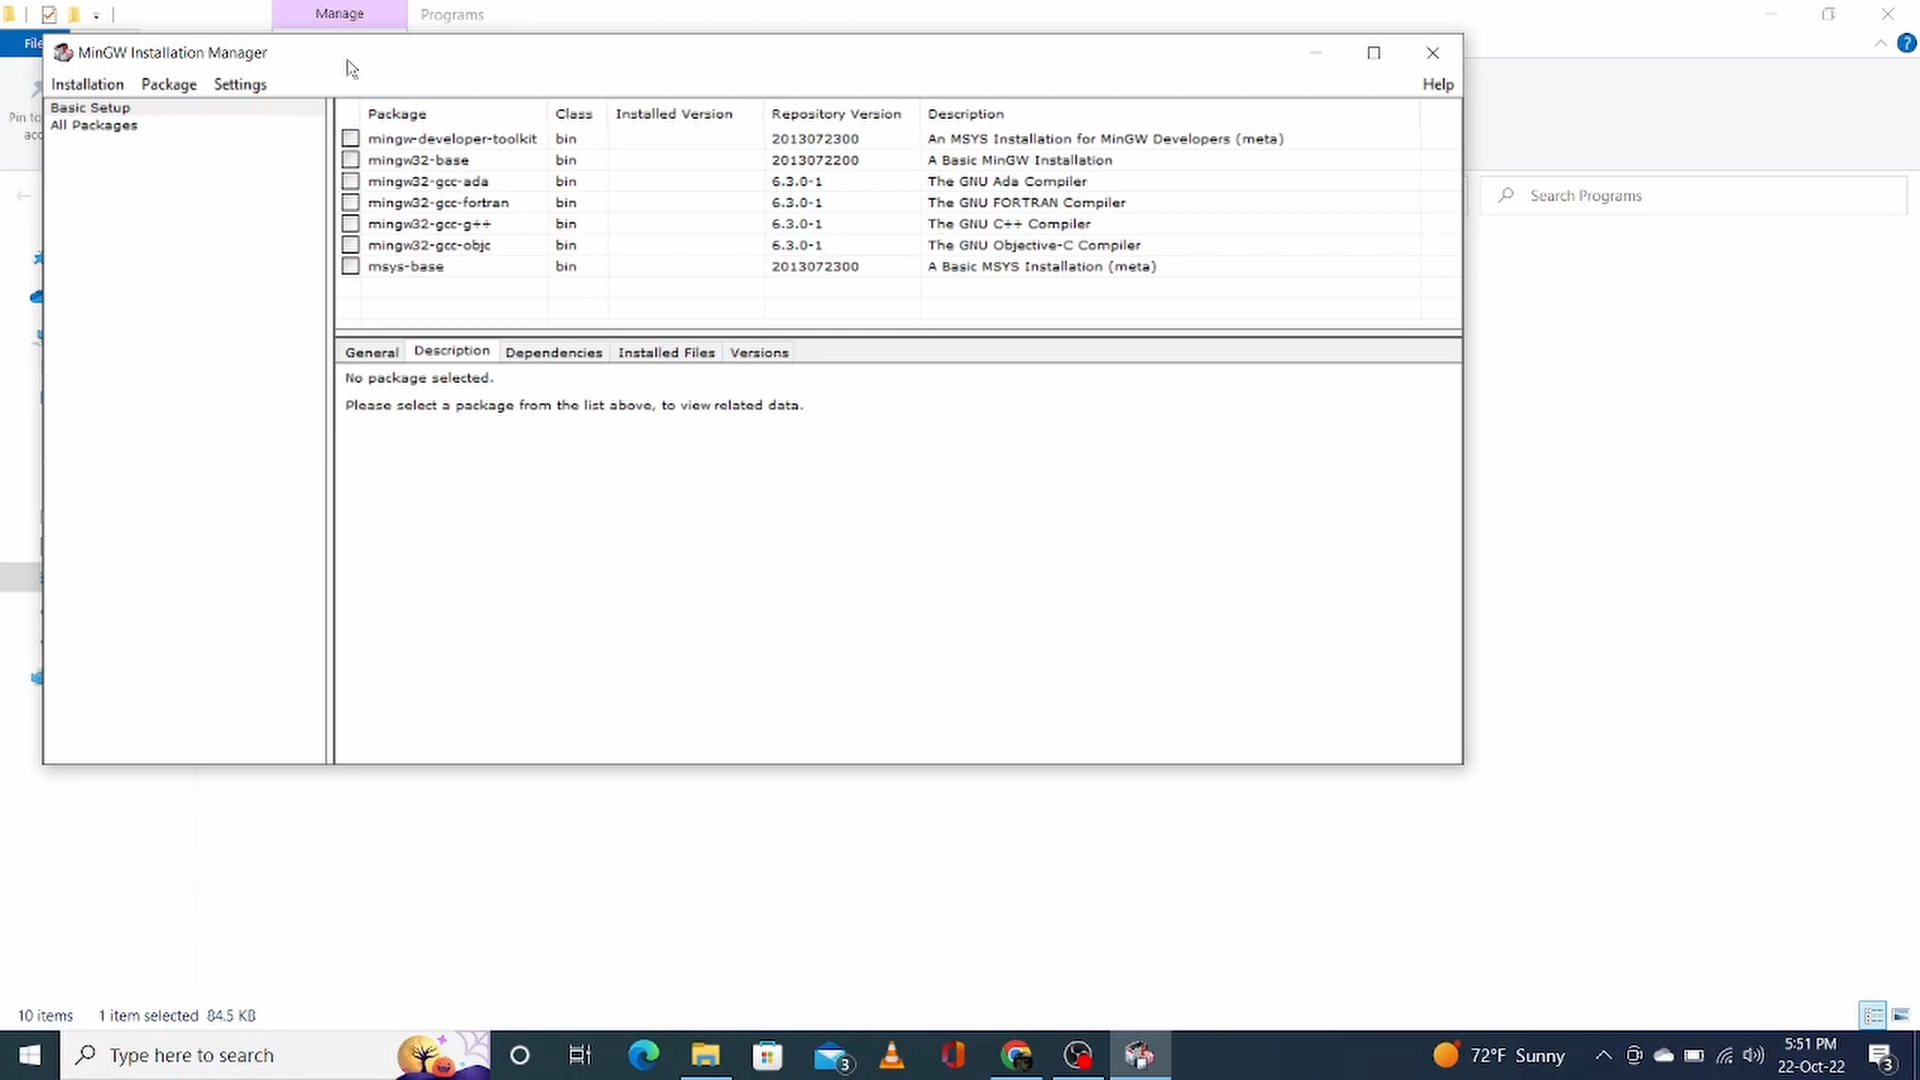 Manage Programs
File
MinGW Installation Manager
Installation Package Settings Help
Pin to
acc
Basic Setup
All Packages
Package Class Installed Version Repository Version Description
mingw-developer-toolkit bin 2013072300 An MSYS Installation for MinGW Developers (meta)
mingw32-base bin 2013072200 A Basic MinGW Installation
mingw32-gcc-ada bin 6.3.0-1 The GNU Ada Compiler
mingw32-gcc-fortran bin 6.3.0-1 The GNU FORTRAN Compiler
mingw32-gcc-g++ bin 6.3.0-1 The GNU C++ Compiler
mingw32-gcc-objc bin 6.3.0-1 The GNU Objective-C Compiler
msys-base bin 2013072300 A Basic MSYS Installation (meta)
Search Programs
General Description Dependencies Installed Files Versions
No package selected.
Please select a package from the list above, to view related data.
10 items 1 item selected 84.5 KB
Type here to search
3
72°F Sunny
5:51 PM
22-Oct-22
3